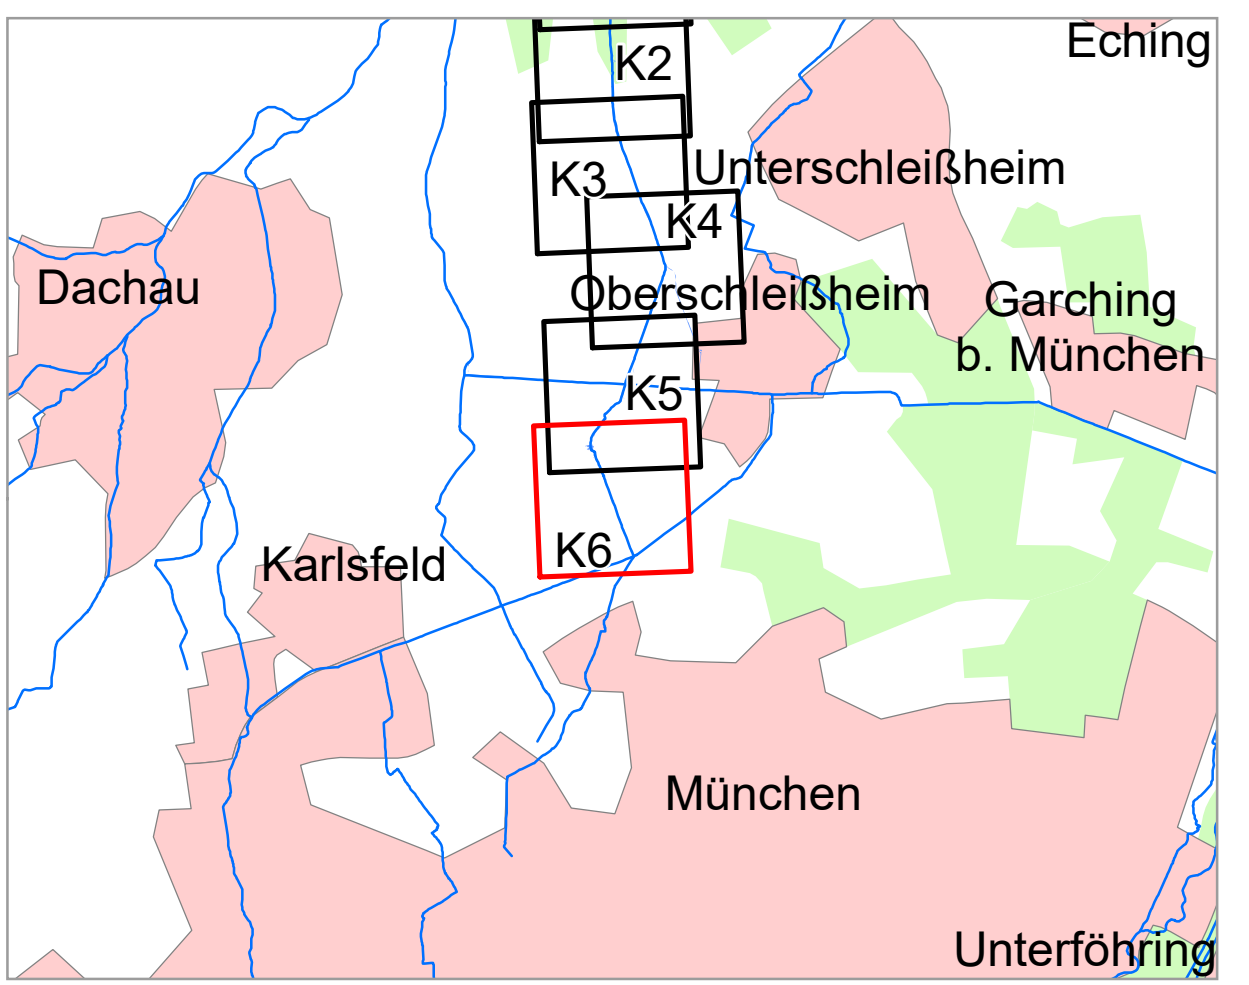 Eching
K2
Unterschleißheim
K3
K4
Dachau
Oberschleißheim
Garching
b. München
K5
K6
Karlsfeld
München
Unterföhring